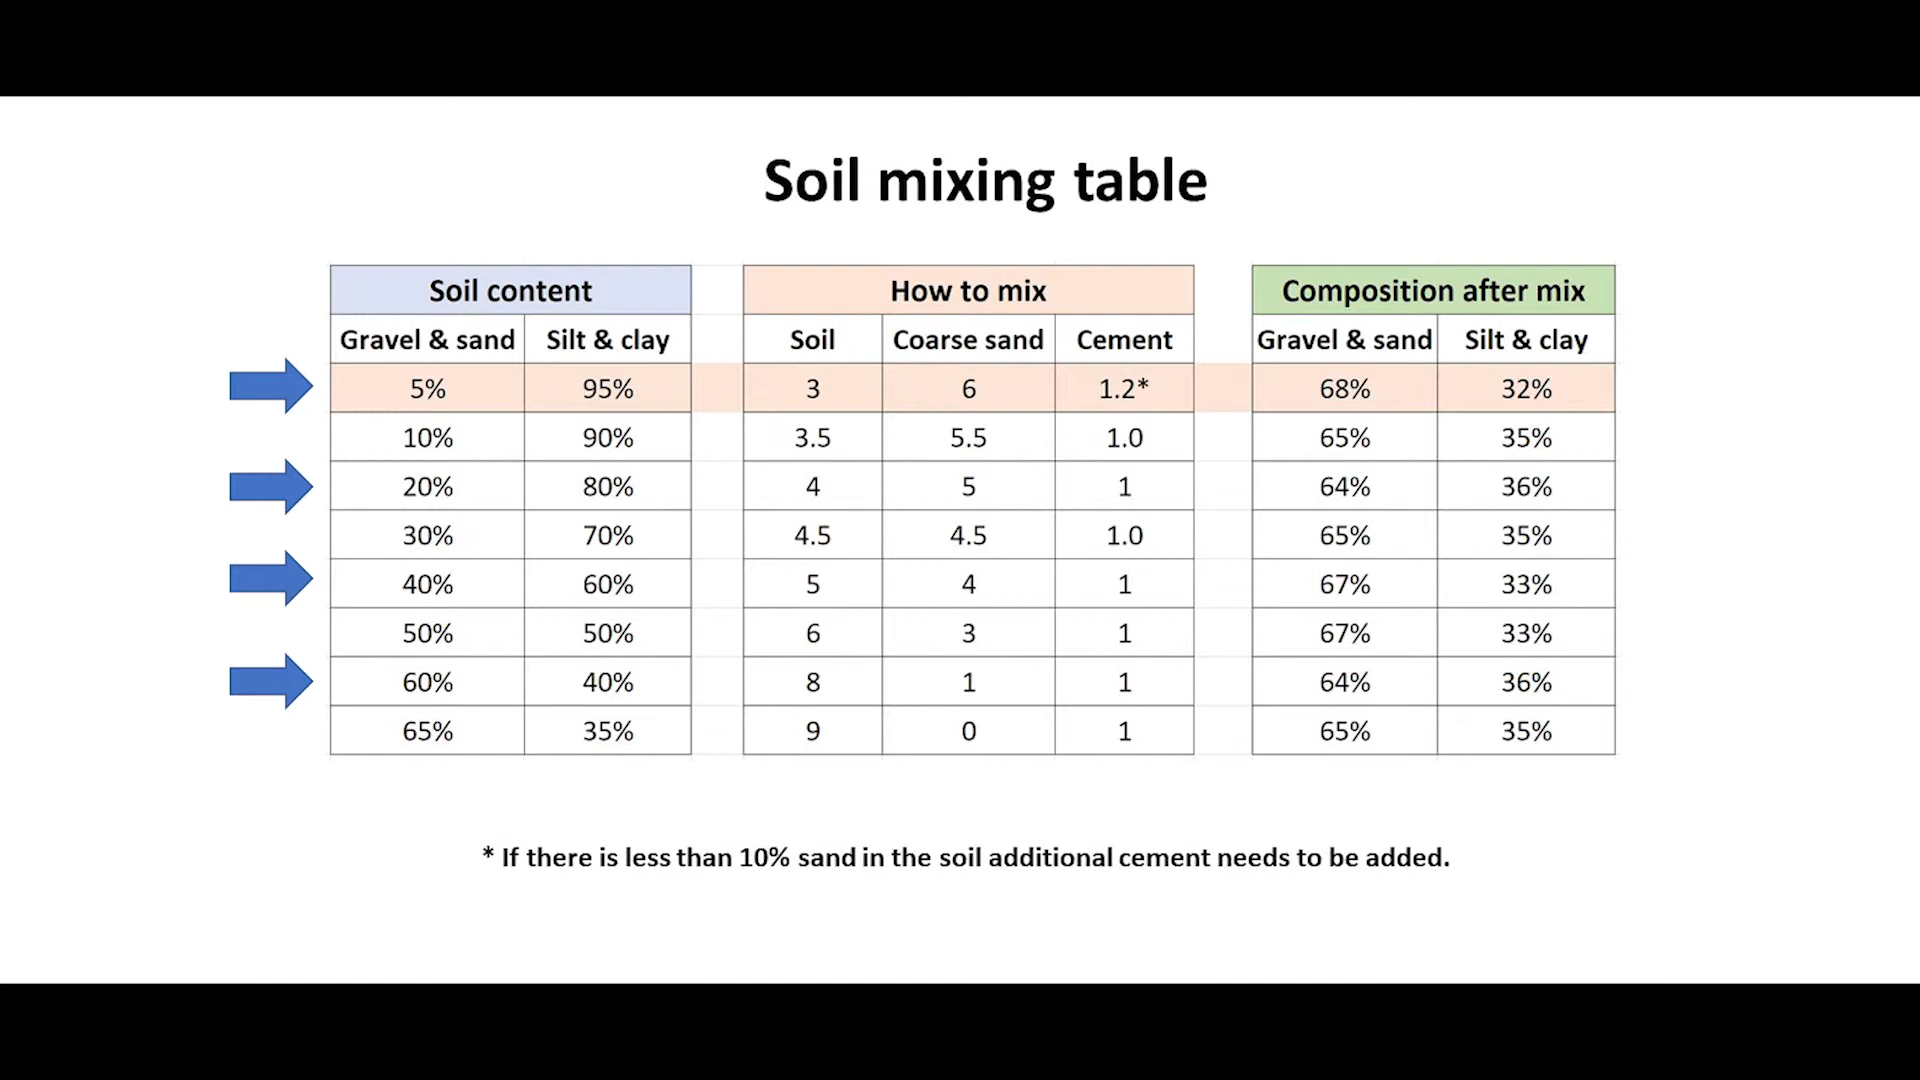 Soil mixing table
Soil content How to mix Composition after mix
Gravel & sand Silt & clay Soil Coarse sand Cement Gravel & sand Silt & clay
5% 95% 3 6 1.2* 68% 32%
10% 90% 3.5 5.5 1.0 65% 35%
20% 80% 4 5 1 64% 36%
30% 70% 4.5 4.5 1.0 65% 35%
40% 60% 5 4 1 67% 33%
50% 50% 6 3 1 67% 33%
60% 40% 8 1 1 64% 36%
65% 35% 9 0 1 65% 35%
* If there is less than 10% sand in the soil additional cement needs to be added.